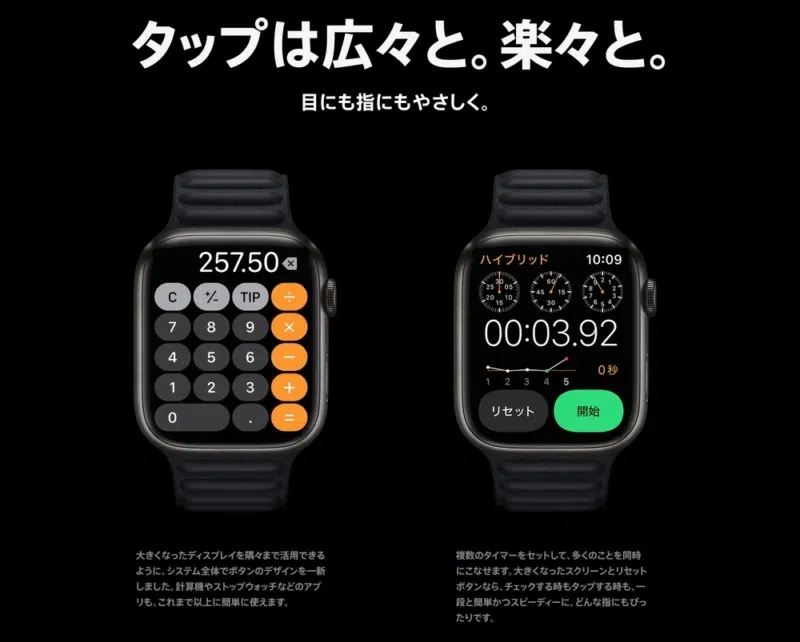 タップは広々と。楽々と。
目にも指にもやさしく。
257.50
C +/− TIP ÷
7 8 9 ×
4 5 6 −
1 2 3 +
0 . =
大きくなったディスプレイを隅々まで活用できる
ように、システム全体でボタンのデザインを一新
しました。計算機やストップウォッチなどのアプ
リも、これまで以上に簡単に使えます。
ハイブリッド 10:09
00:03.92
0秒
1 2 3 4 5
リセット 開始
複数のタイマーをセットして、多くのことを同時
にこなせます。大きくなったスクリーンとリセット
ボタンなら、チェックする時もタップする時も、一
段と簡単かつスピーディーに。どんな指にもぴっ
たりです。